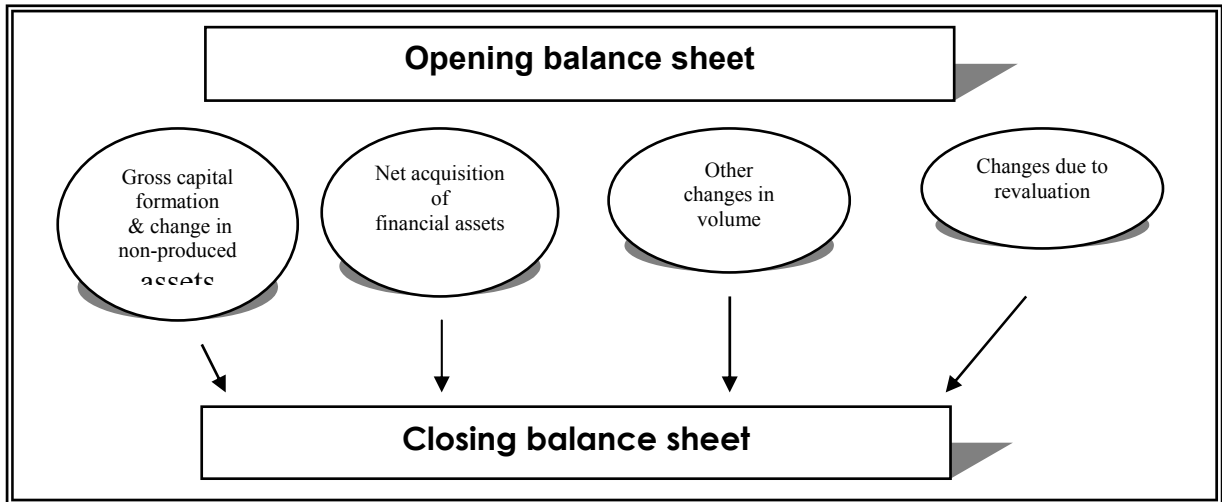 Opening balance sheet
Gross capital
formation
& change in
non-produced
assets
Net acquisition
of
financial assets
Other
changes in
volume
Changes due to
revaluation
Closing balance sheet